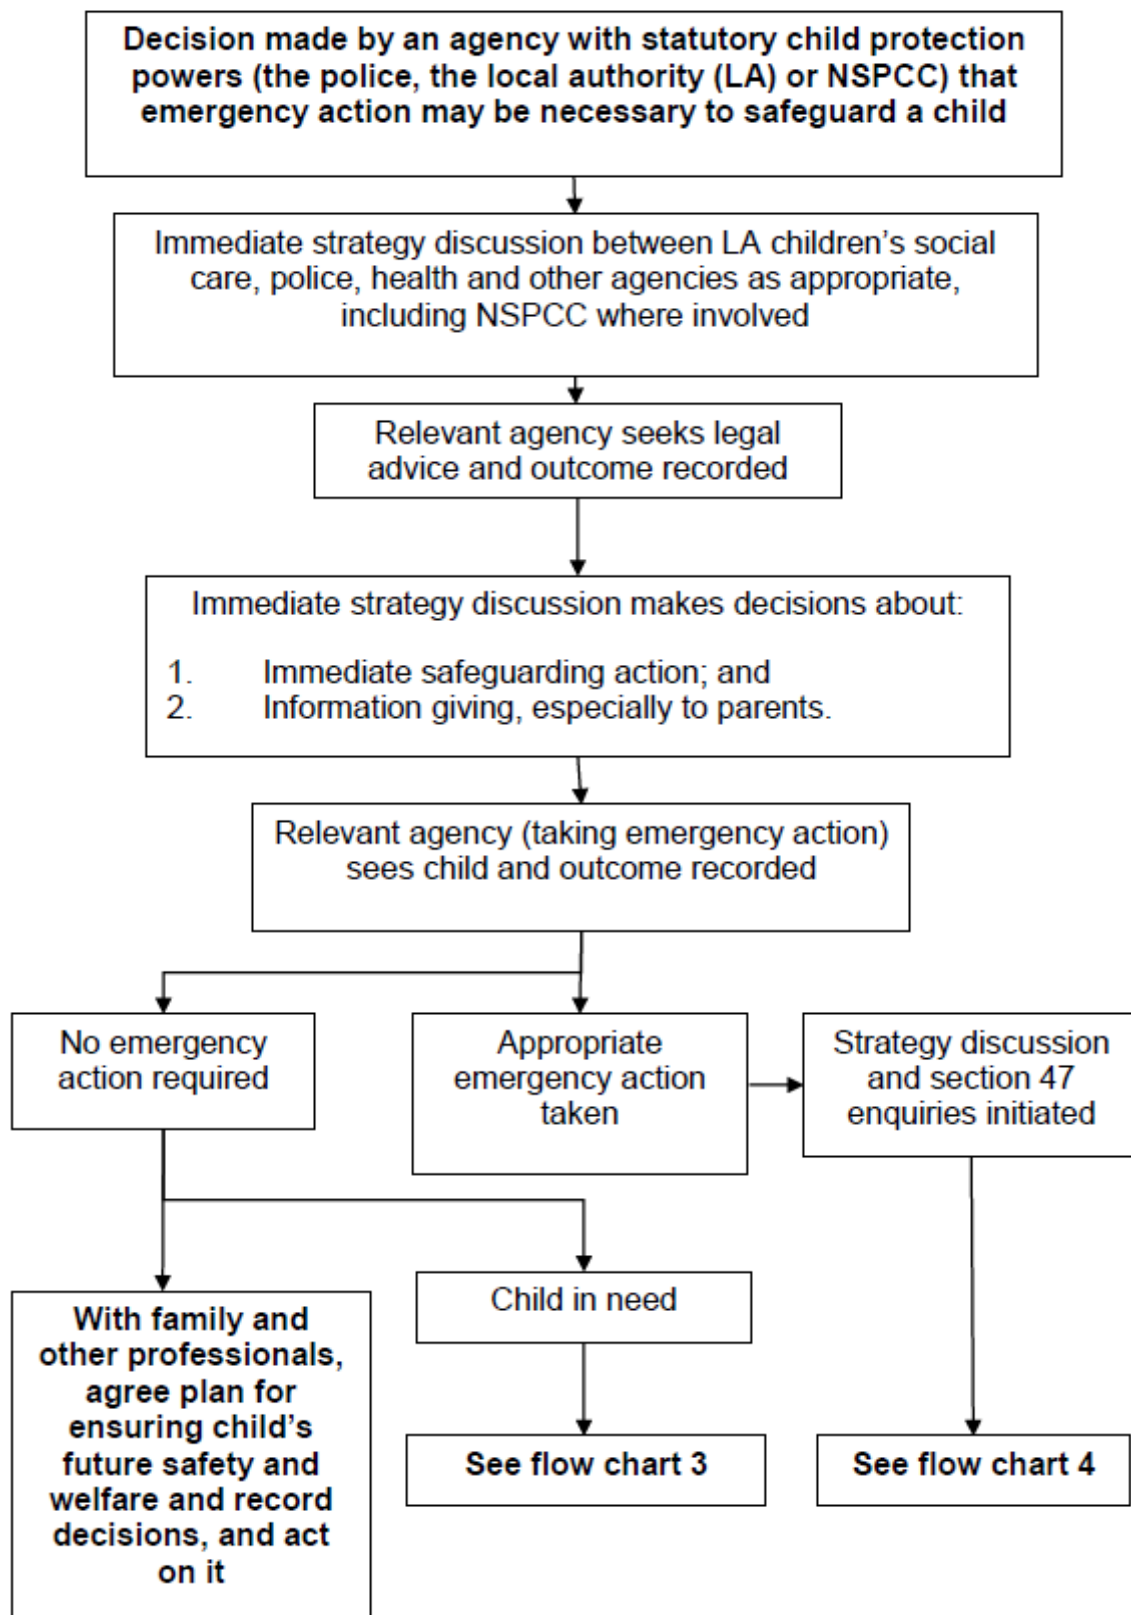 Decision made by an agency with statutory child protection
powers (the police, the local authority (LA) or NSPCC) that
emergency action may be necessary to safeguard a child
Immediate strategy discussion between LA children's social
care, police, health and other agencies as appropriate,
including NSPCC where involved
Relevant agency seeks legal
advice and outcome recorded
Immediate strategy discussion makes decisions about:
1. Immediate safeguarding action; and
2. Information giving, especially to parents.
Relevant agency (taking emergency action)
sees child and outcome recorded
No emergency
action required
Appropriate
emergency action
taken
Strategy discussion
and section 47
enquiries initiated
With family and
other professionals,
agree plan for
ensuring child's
future safety and
welfare and record
decisions, and act
on it
Child in need
See flow chart 3
See flow chart 4